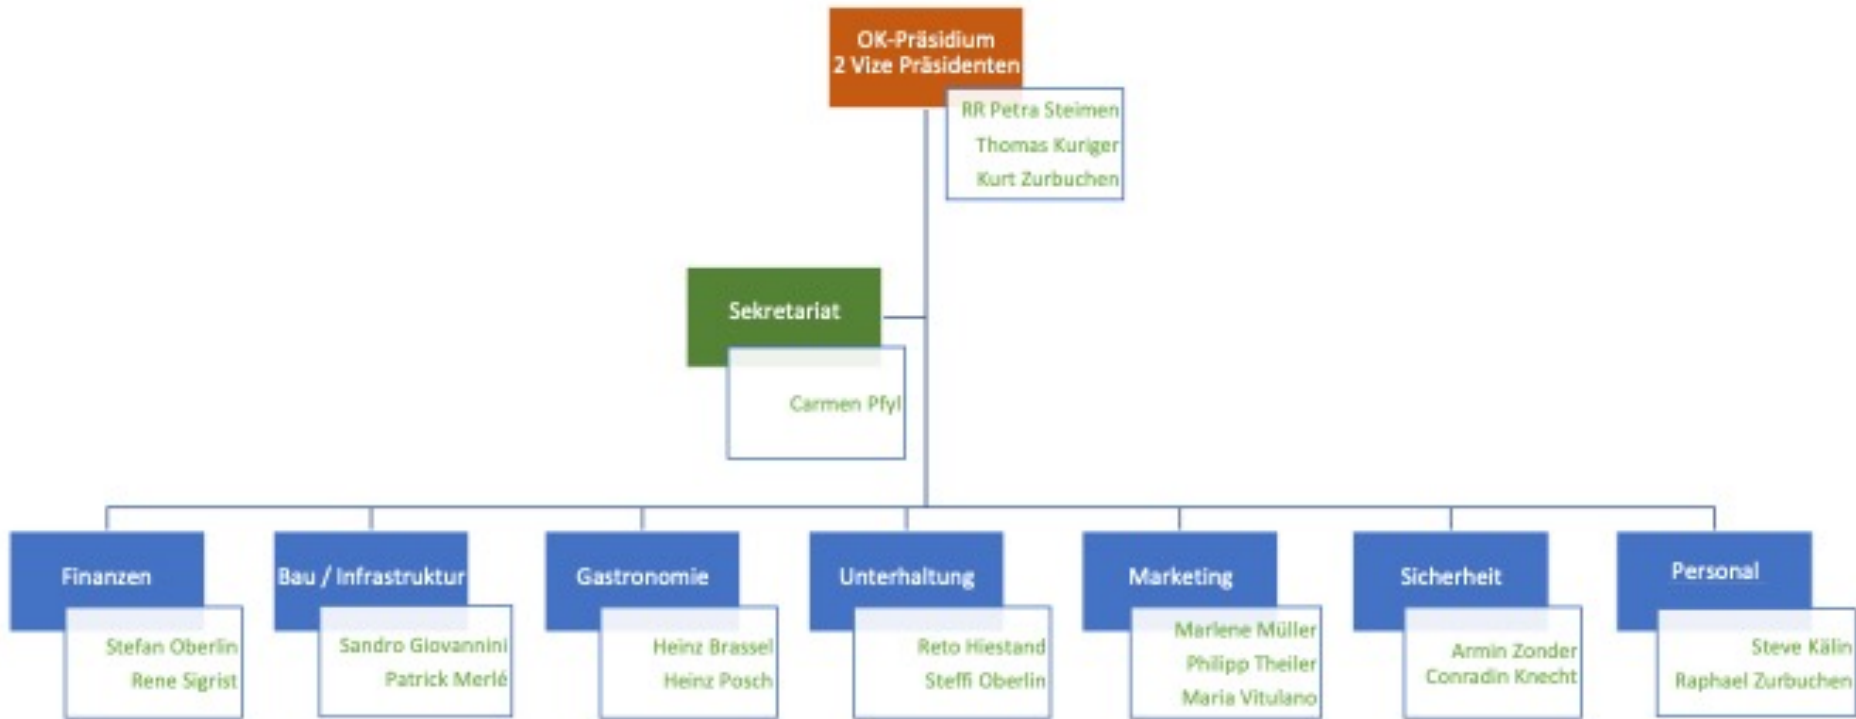 OK-Präsidium
2 Vize Präsidenten
RR Petra Steimen
Thomas Kuriger
Kurt Zurbuchen
Sekretariat
Carmen Pfyl
Finanzen
Stefan Oberlin
Rene Sigrist
Bau / Infrastruktur
Sandro Giovannini
Patrick Merlé
Gastronomie
Heinz Brassel
Heinz Posch
Unterhaltung
Reto Hiestand
Steffi Oberlin
Marketing
Marlene Müller
Philipp Theiler
Maria Vitulano
Sicherheit
Armin Zonder
Conradin Knecht
Personal
Steve Kälin
Raphael Zurbuchen